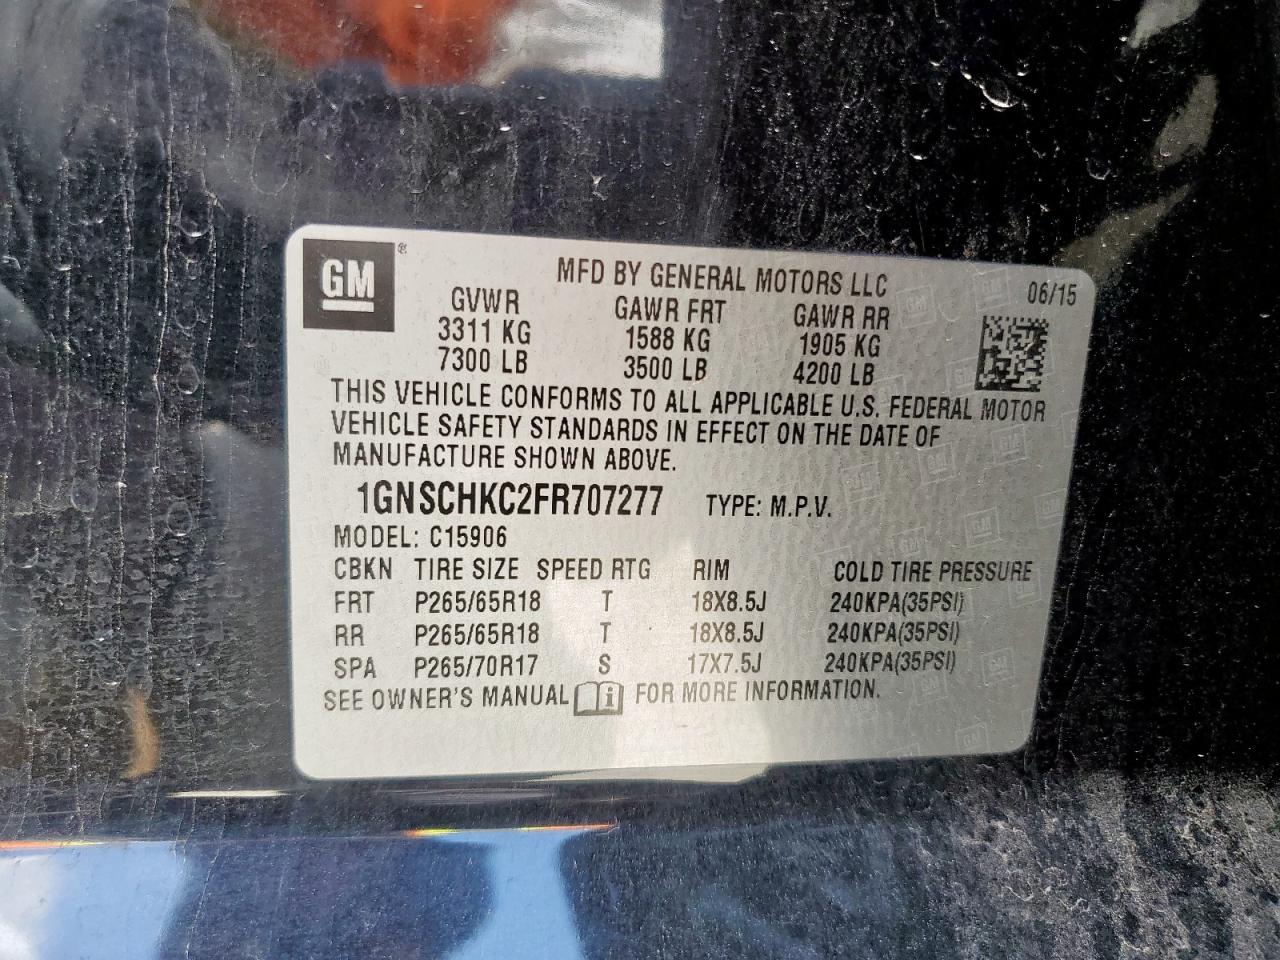 GM ®
MFD BY GENERAL MOTORS LLC
06/15
GVWR GAWR FRT GAWR RR
3311 KG 1588 KG 1905 KG
7300 LB 3500 LB 4200 LB
THIS VEHICLE CONFORMS TO ALL APPLICABLE U.S. FEDERAL MOTOR
VEHICLE SAFETY STANDARDS IN EFFECT ON THE DATE OF
MANUFACTURE SHOWN ABOVE.
1GNSCHKC2FR707277 TYPE: M.P.V.
MODEL: C15906
CBKN TIRE SIZE SPEED RTG RIM COLD TIRE PRESSURE
FRT P265/65R18 T 18X8.5J 240KPA(35PSI)
RR P265/65R18 T 18X8.5J 240KPA(35PSI)
SPA P265/70R17 S 17X7.5J 240KPA(35PSI)
SEE OWNER'S MANUAL i FOR MORE INFORMATION.